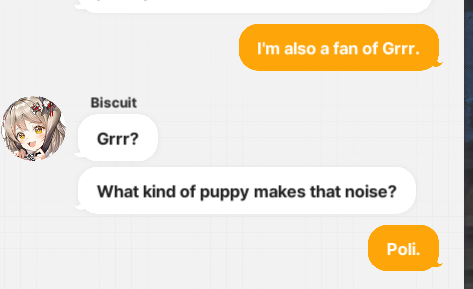 I'm also a fan of Grrr.
Biscuit
Grrr?
What kind of puppy makes that noise?
Poli.